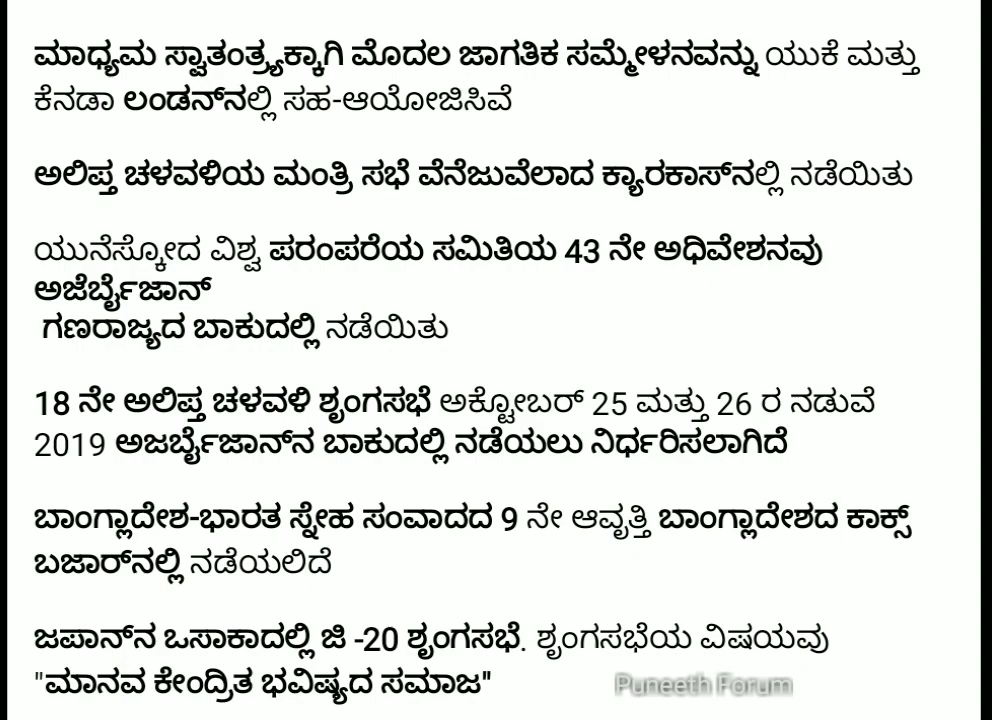 ಮಾಧ್ಯಮ ಸ್ವಾತಂತ್ರ್ಯಕ್ಕಾಗಿ ಮೊದಲ ಜಾಗತಿಕ ಸಮ್ಮೇಳನವನ್ನು ಯುಕೆ ಮತ್ತು
ಕೆನಡಾ ಲಂಡನ್‌ನಲ್ಲಿ ಸಹ-ಆಯೋಜಿಸಿವೆ
ಅಲಿಪ್ತ ಚಳವಳಿಯ ಮಂತ್ರಿ ಸಭೆ ವೆನೆಜುವೆಲಾದ ಕ್ಯಾರಕಾಸ್‌ನಲ್ಲಿ ನಡೆಯಿತು
ಯುನೆಸ್ಕೋದ ವಿಶ್ವ ಪರಂಪರೆಯ ಸಮಿತಿಯ 43 ನೇ ಅಧಿವೇಶನವು
ಅಜೆರ್ಬೈಜಾನ್
ಗಣರಾಜ್ಯದ ಬಾಕುದಲ್ಲಿ ನಡೆಯಿತು
18 ನೇ ಅಲಿಪ್ತ ಚಳವಳಿ ಶೃಂಗಸಭೆ ಅಕ್ಟೋಬರ್ 25 ಮತ್ತು 26 ರ ನಡುವೆ
2019 ಅಜರ್ಬೈಜಾನ್‌ನ ಬಾಕುದಲ್ಲಿ ನಡೆಯಲು ನಿರ್ಧರಿಸಲಾಗಿದೆ
ಬಾಂಗ್ಲಾದೇಶ-ಭಾರತ ಸ್ನೇಹ ಸಂವಾದದ 9 ನೇ ಆವೃತ್ತಿ ಬಾಂಗ್ಲಾದೇಶದ ಕಾಕ್ಸ್
ಬಜಾರ್‌ನಲ್ಲಿ ನಡೆಯಲಿದೆ
ಜಪಾನ್‌ನ ಒಸಾಕಾದಲ್ಲಿ ಜಿ -20 ಶೃಂಗಸಭೆ. ಶೃಂಗಸಭೆಯ ವಿಷಯವು
"ಮಾನವ ಕೇಂದ್ರಿತ ಭವಿಷ್ಯದ ಸಮಾಜ"
Puneeth Forum